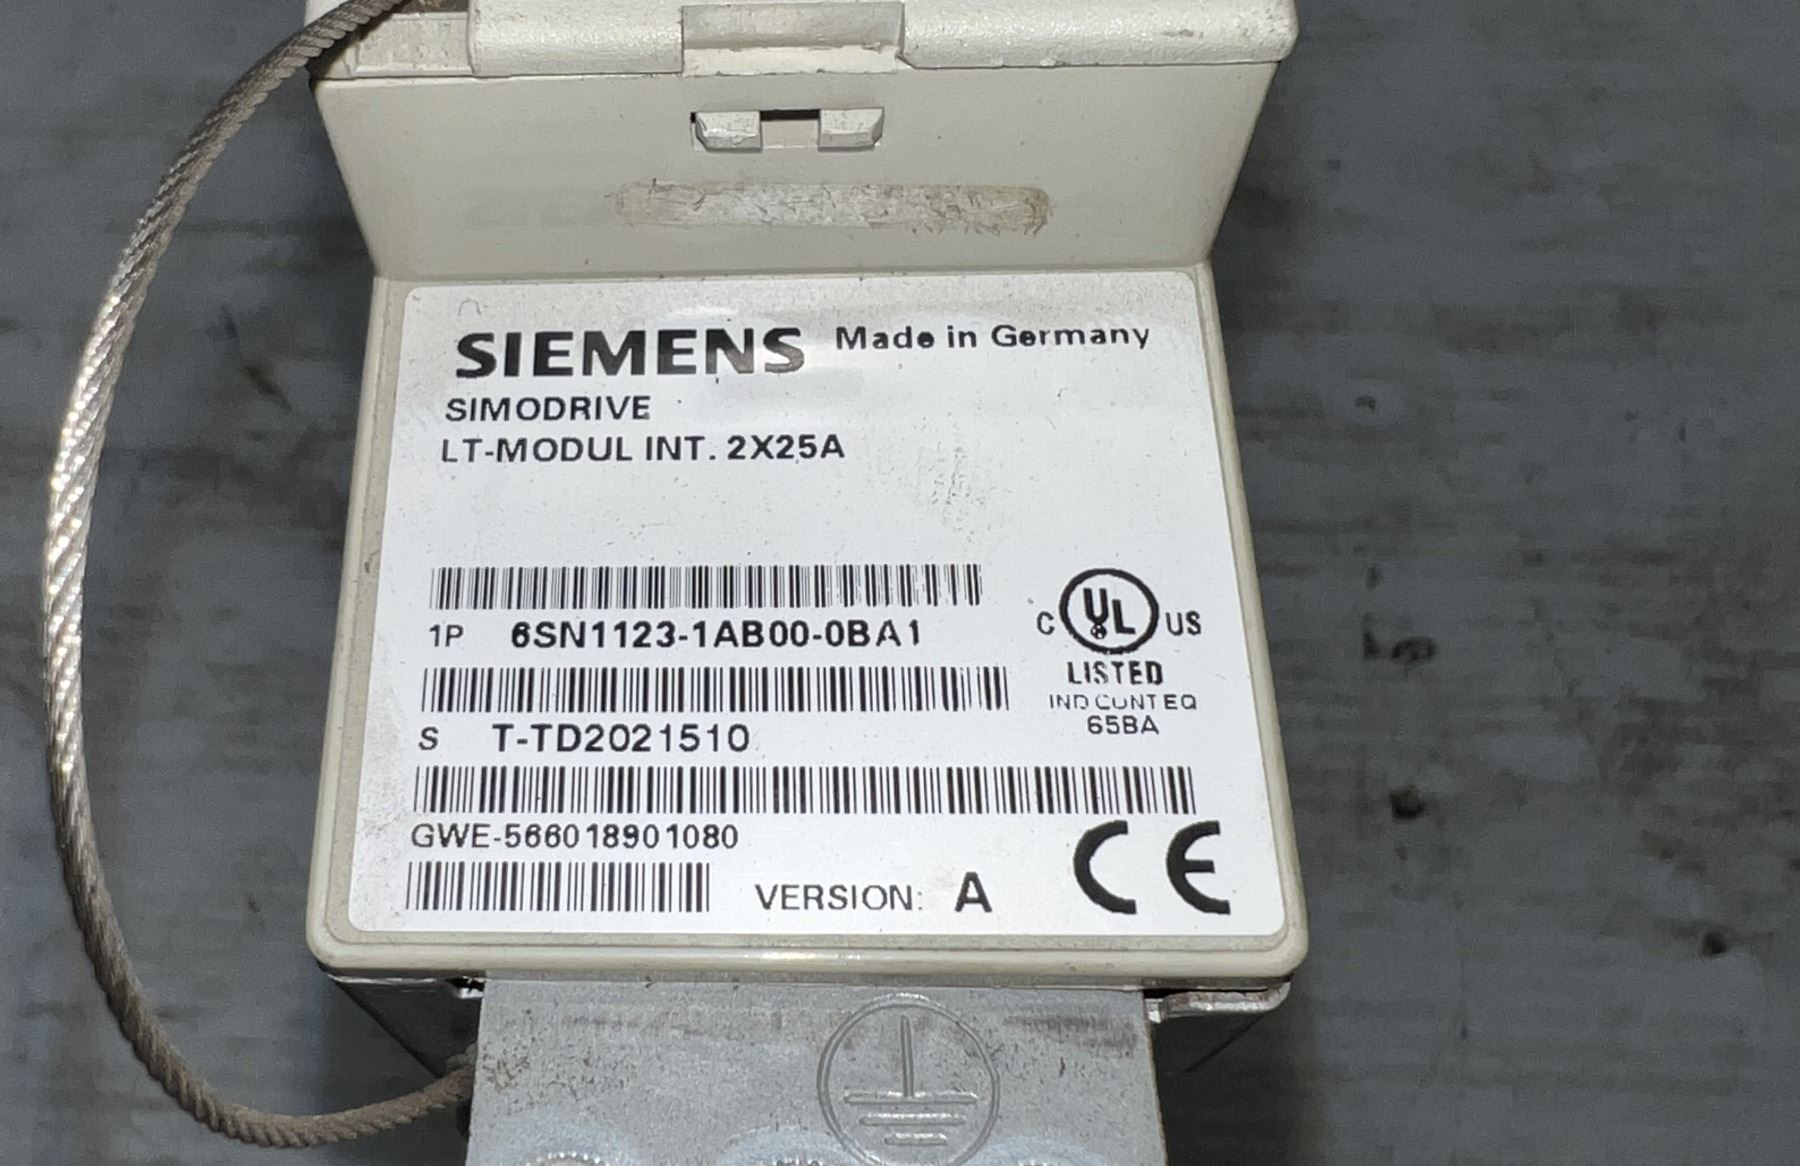 SIEMENS Made in Germany
SIMODRIVE
LT-MODUL INT. 2X25A
1P 6SN1123-1AB00-0BA1
C UL US
LISTED
IND CONT EQ
65BA
S T-TD2021510
GWE-566018901080
VERSION: A
CE